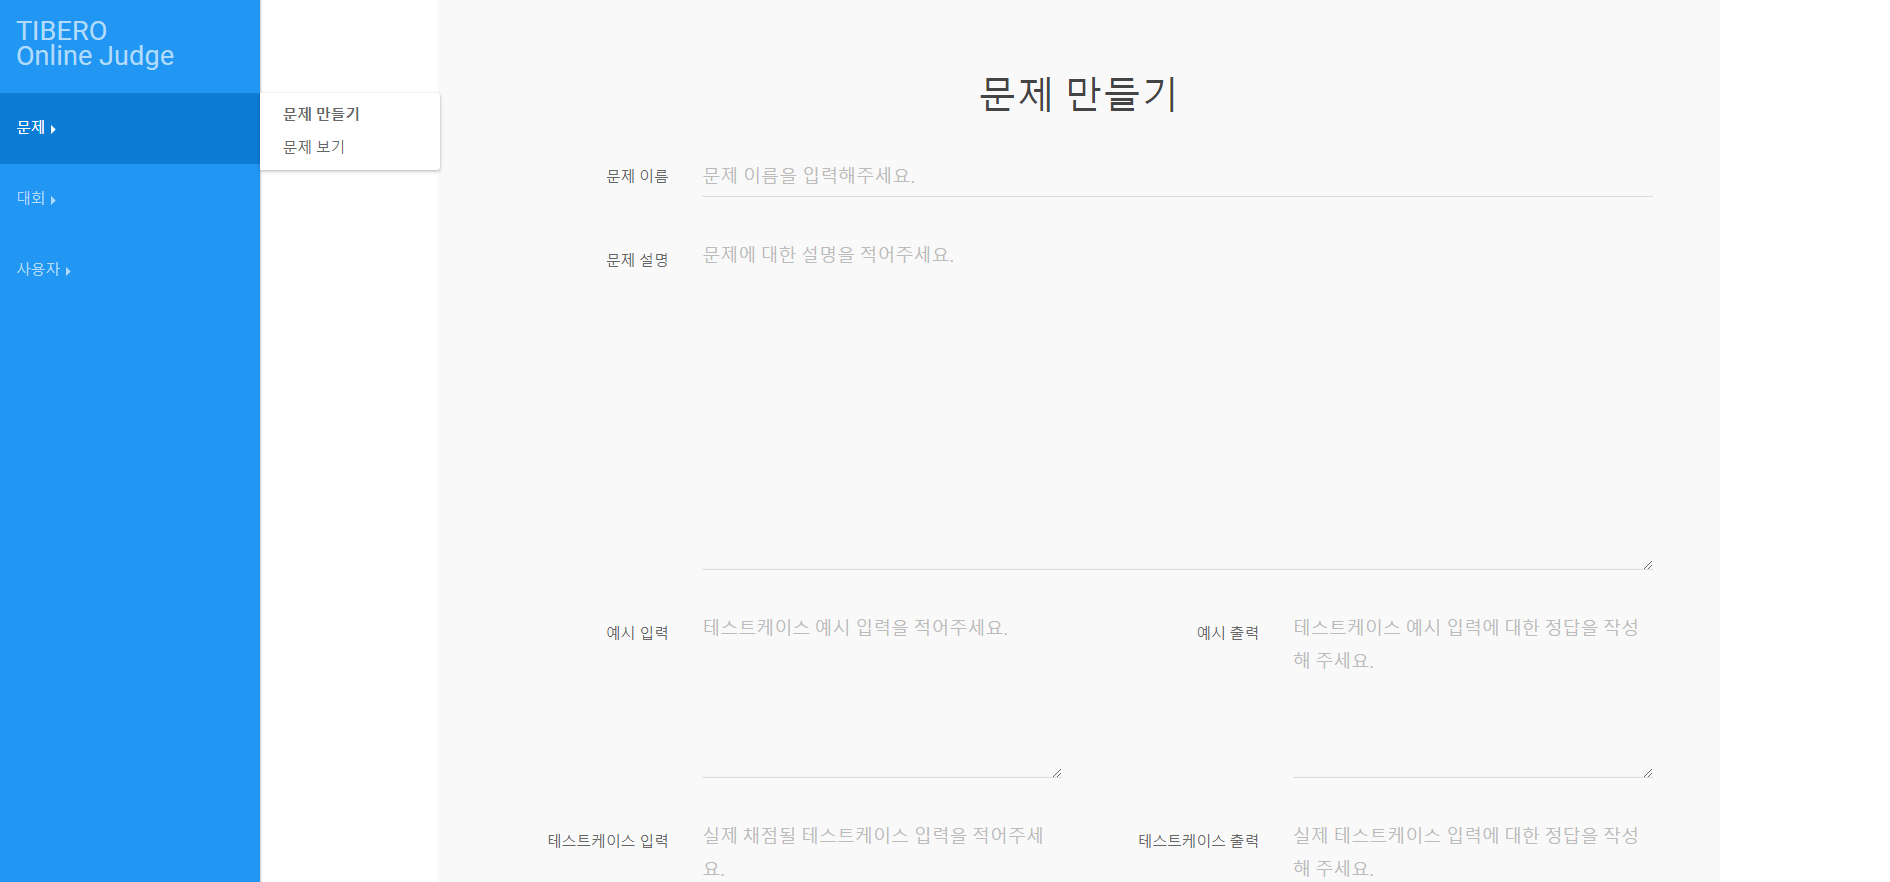 TIBERO
Online Judge
문제
대회
사용자
문제 만들기
문제 보기
문제 만들기
문제 이름
문제 이름을 입력해주세요.
문제 설명
문제에 대한 설명을 적어주세요.
예시 입력
테스트케이스 예시 입력을 적어주세요.
예시 출력
테스트케이스 예시 입력에 대한 정답을 작성
해 주세요.
테스트케이스 입력
실제 채점될 테스트케이스 입력을 적어주세
요.
테스트케이스 출력
실제 테스트케이스 입력에 대한 정답을 작성
해 주세요.